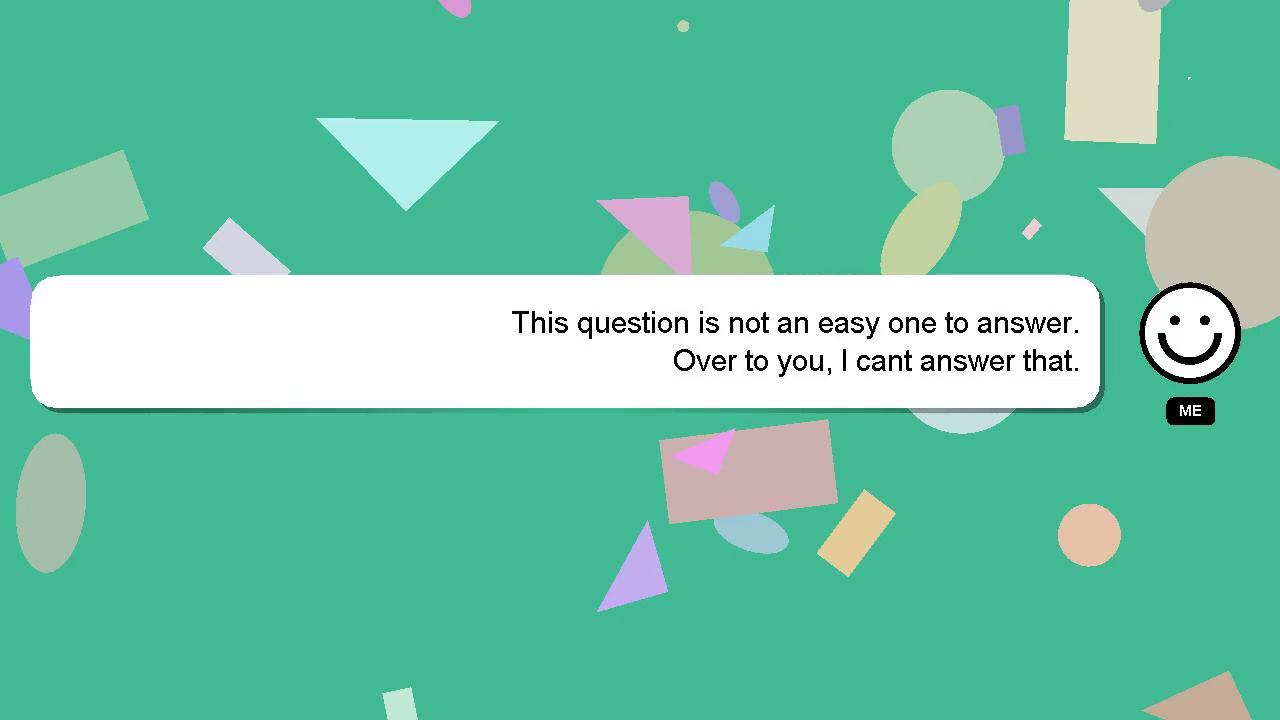 This question is not an easy one to answer.
Over to you, I cant answer that.
ME